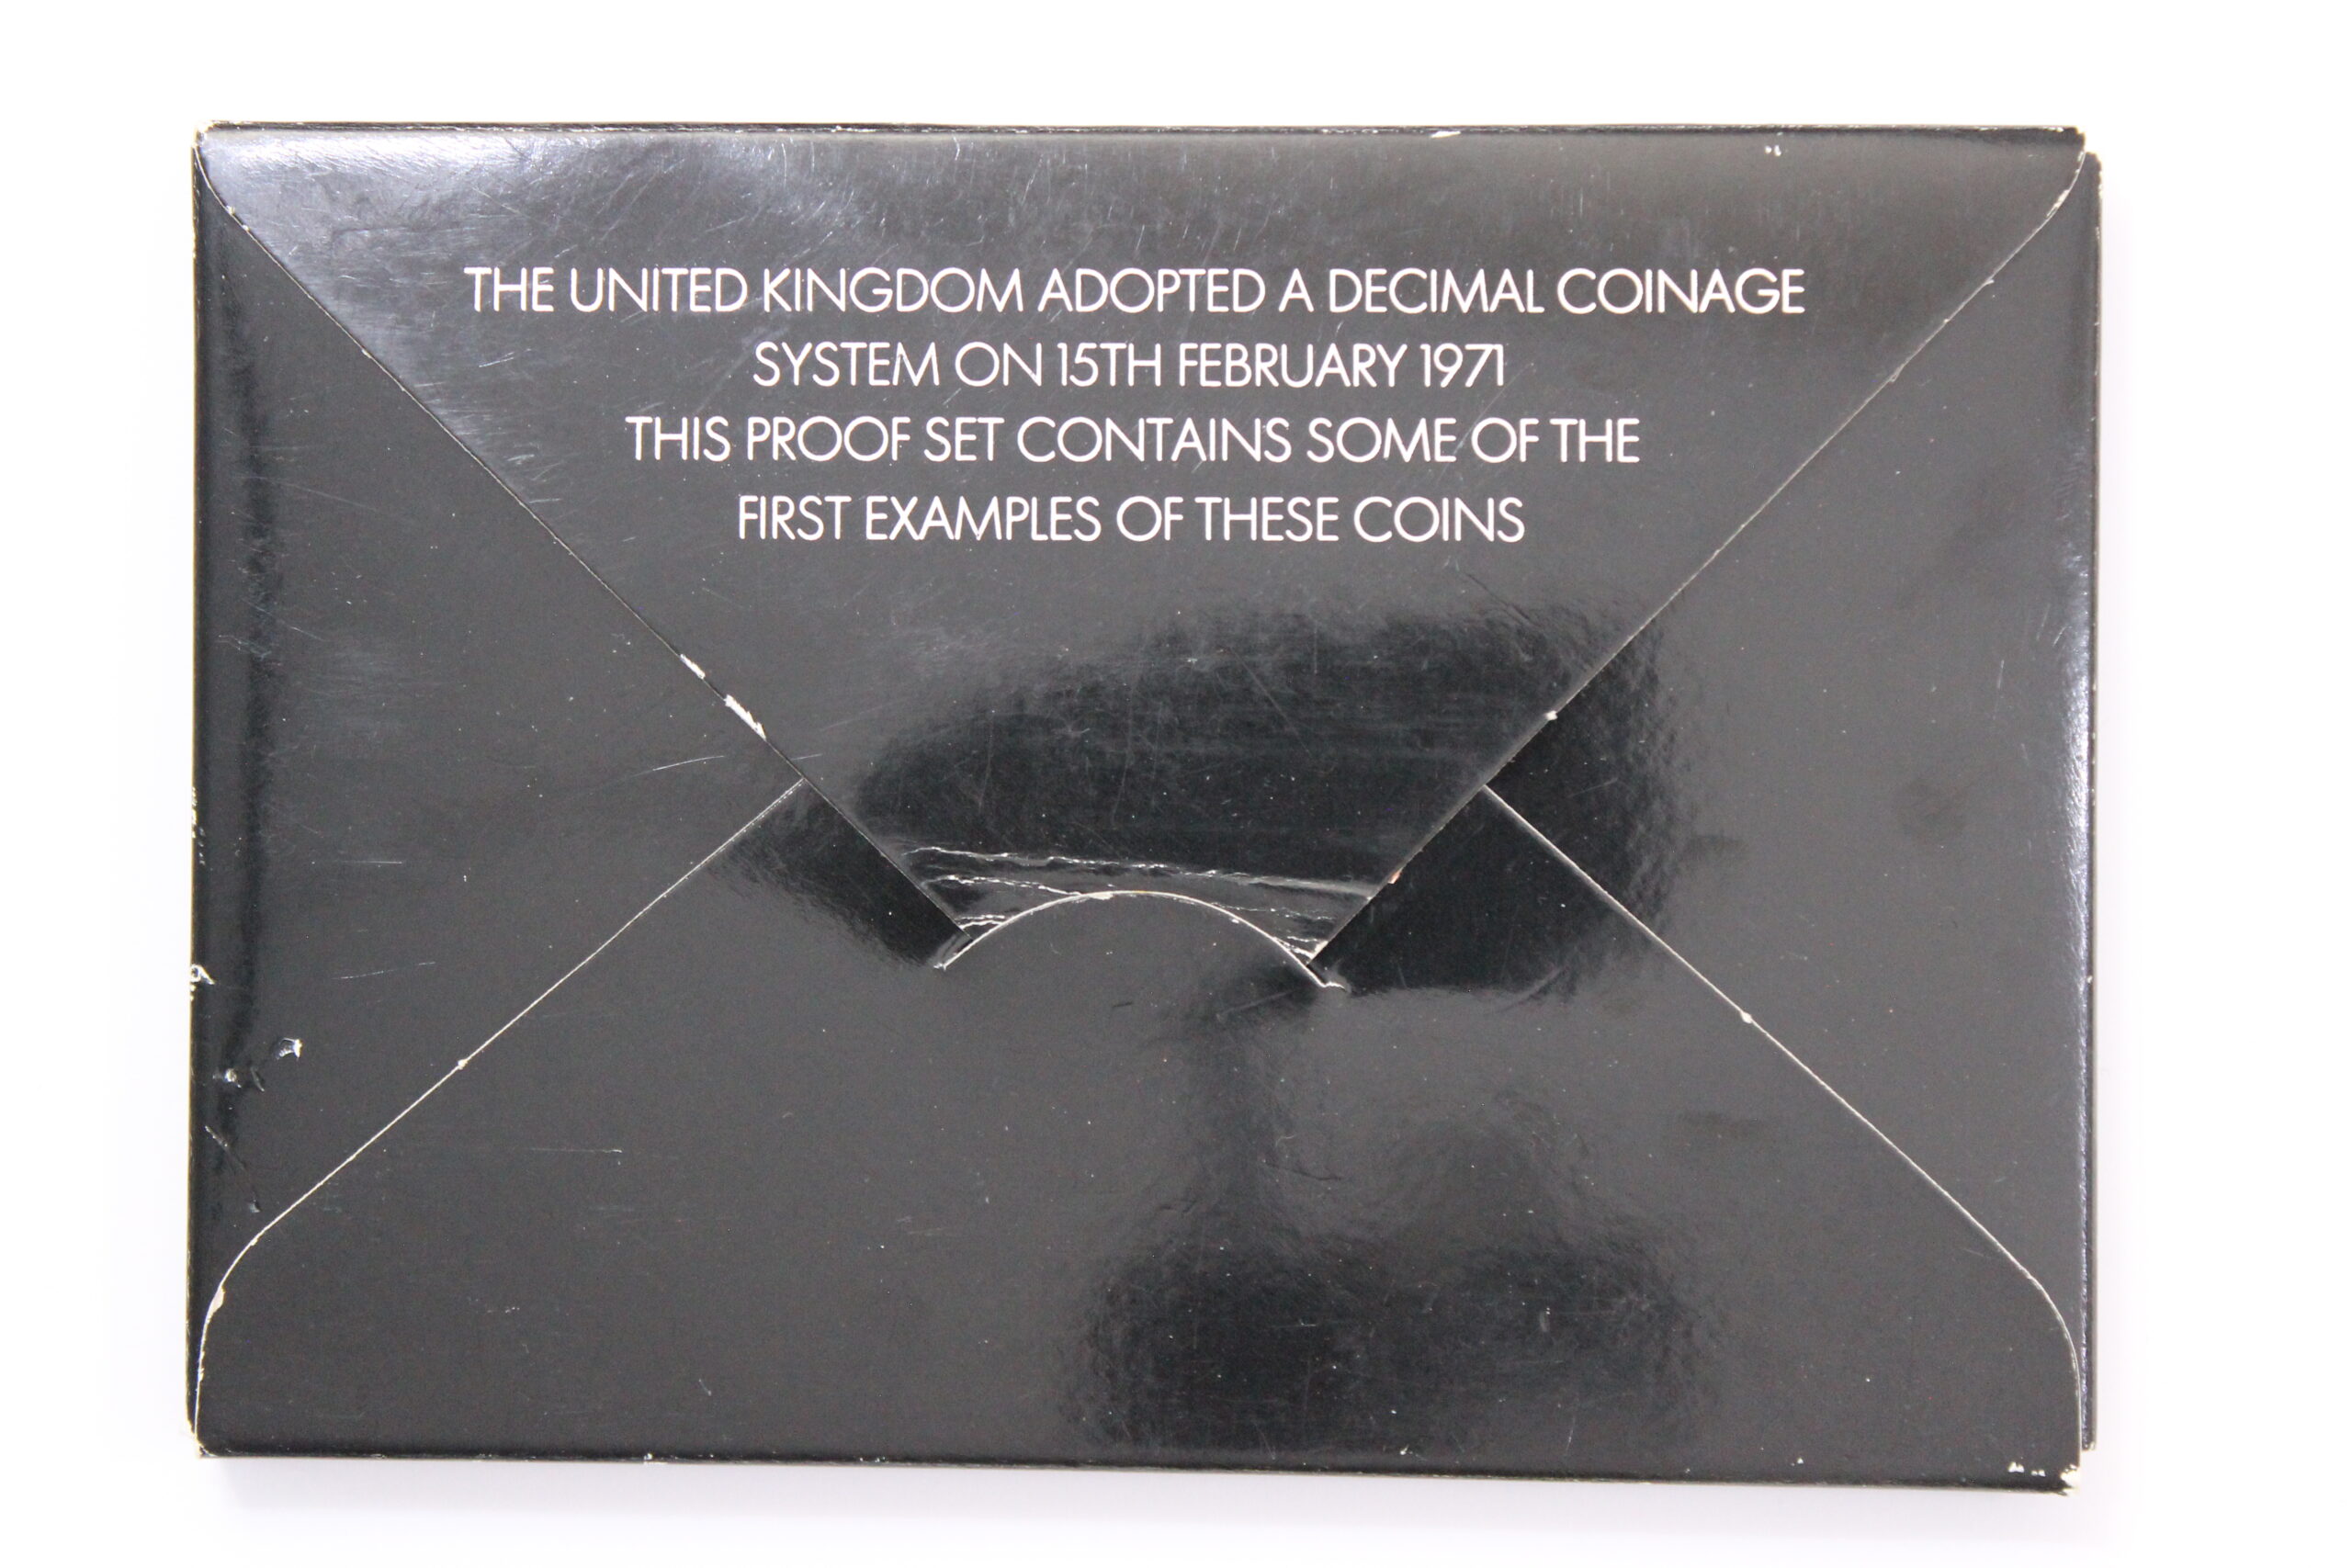 THE UNITED KINGDOM ADOPTED A DECIMAL COINAGE
SYSTEM ON 15TH FEBRUARY 1971
THIS PROOF SET CONTAINS SOME OF THE
FIRST EXAMPLES OF THESE COINS